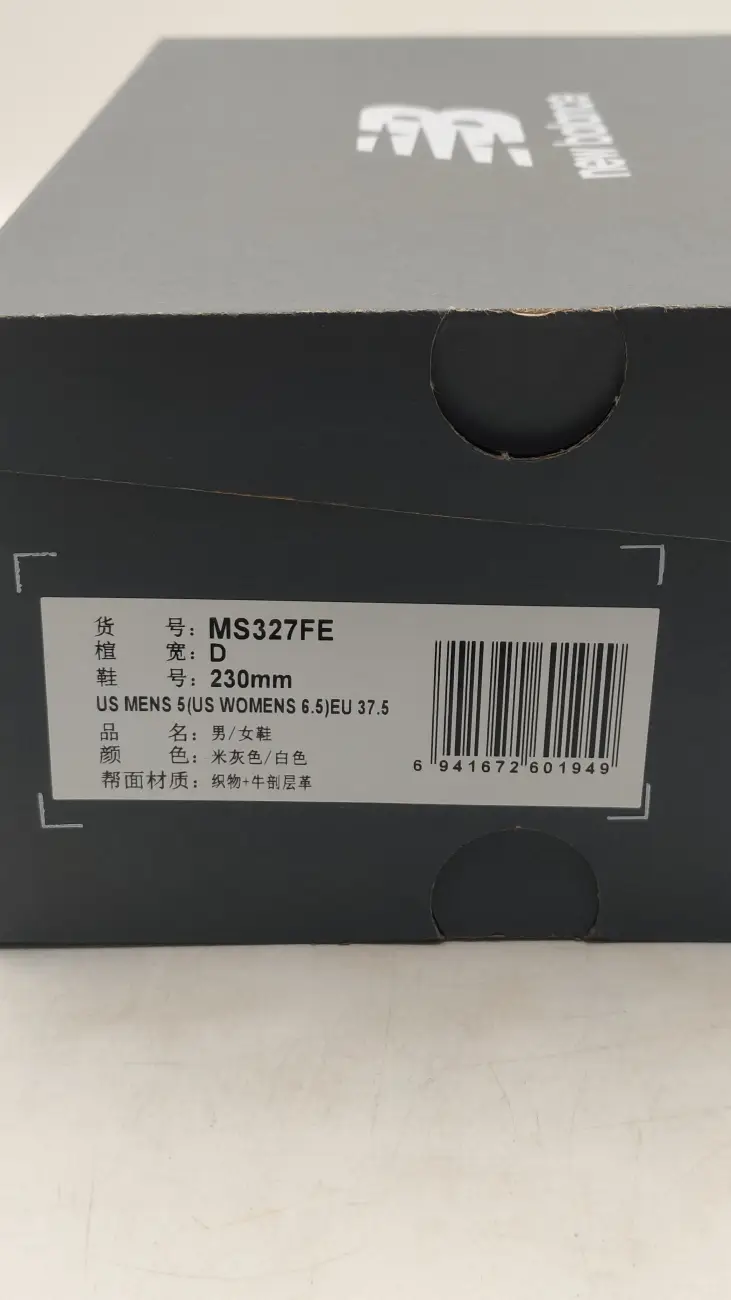 new balance
货 号：MS327FE
楦 宽：D
鞋 号：230mm
US MENS 5(US WOMENS 6.5)EU 37.5
品 名：男/女鞋
颜 色：米灰色/白色
帮面材质：织物+牛剖层革
6 941672 601949